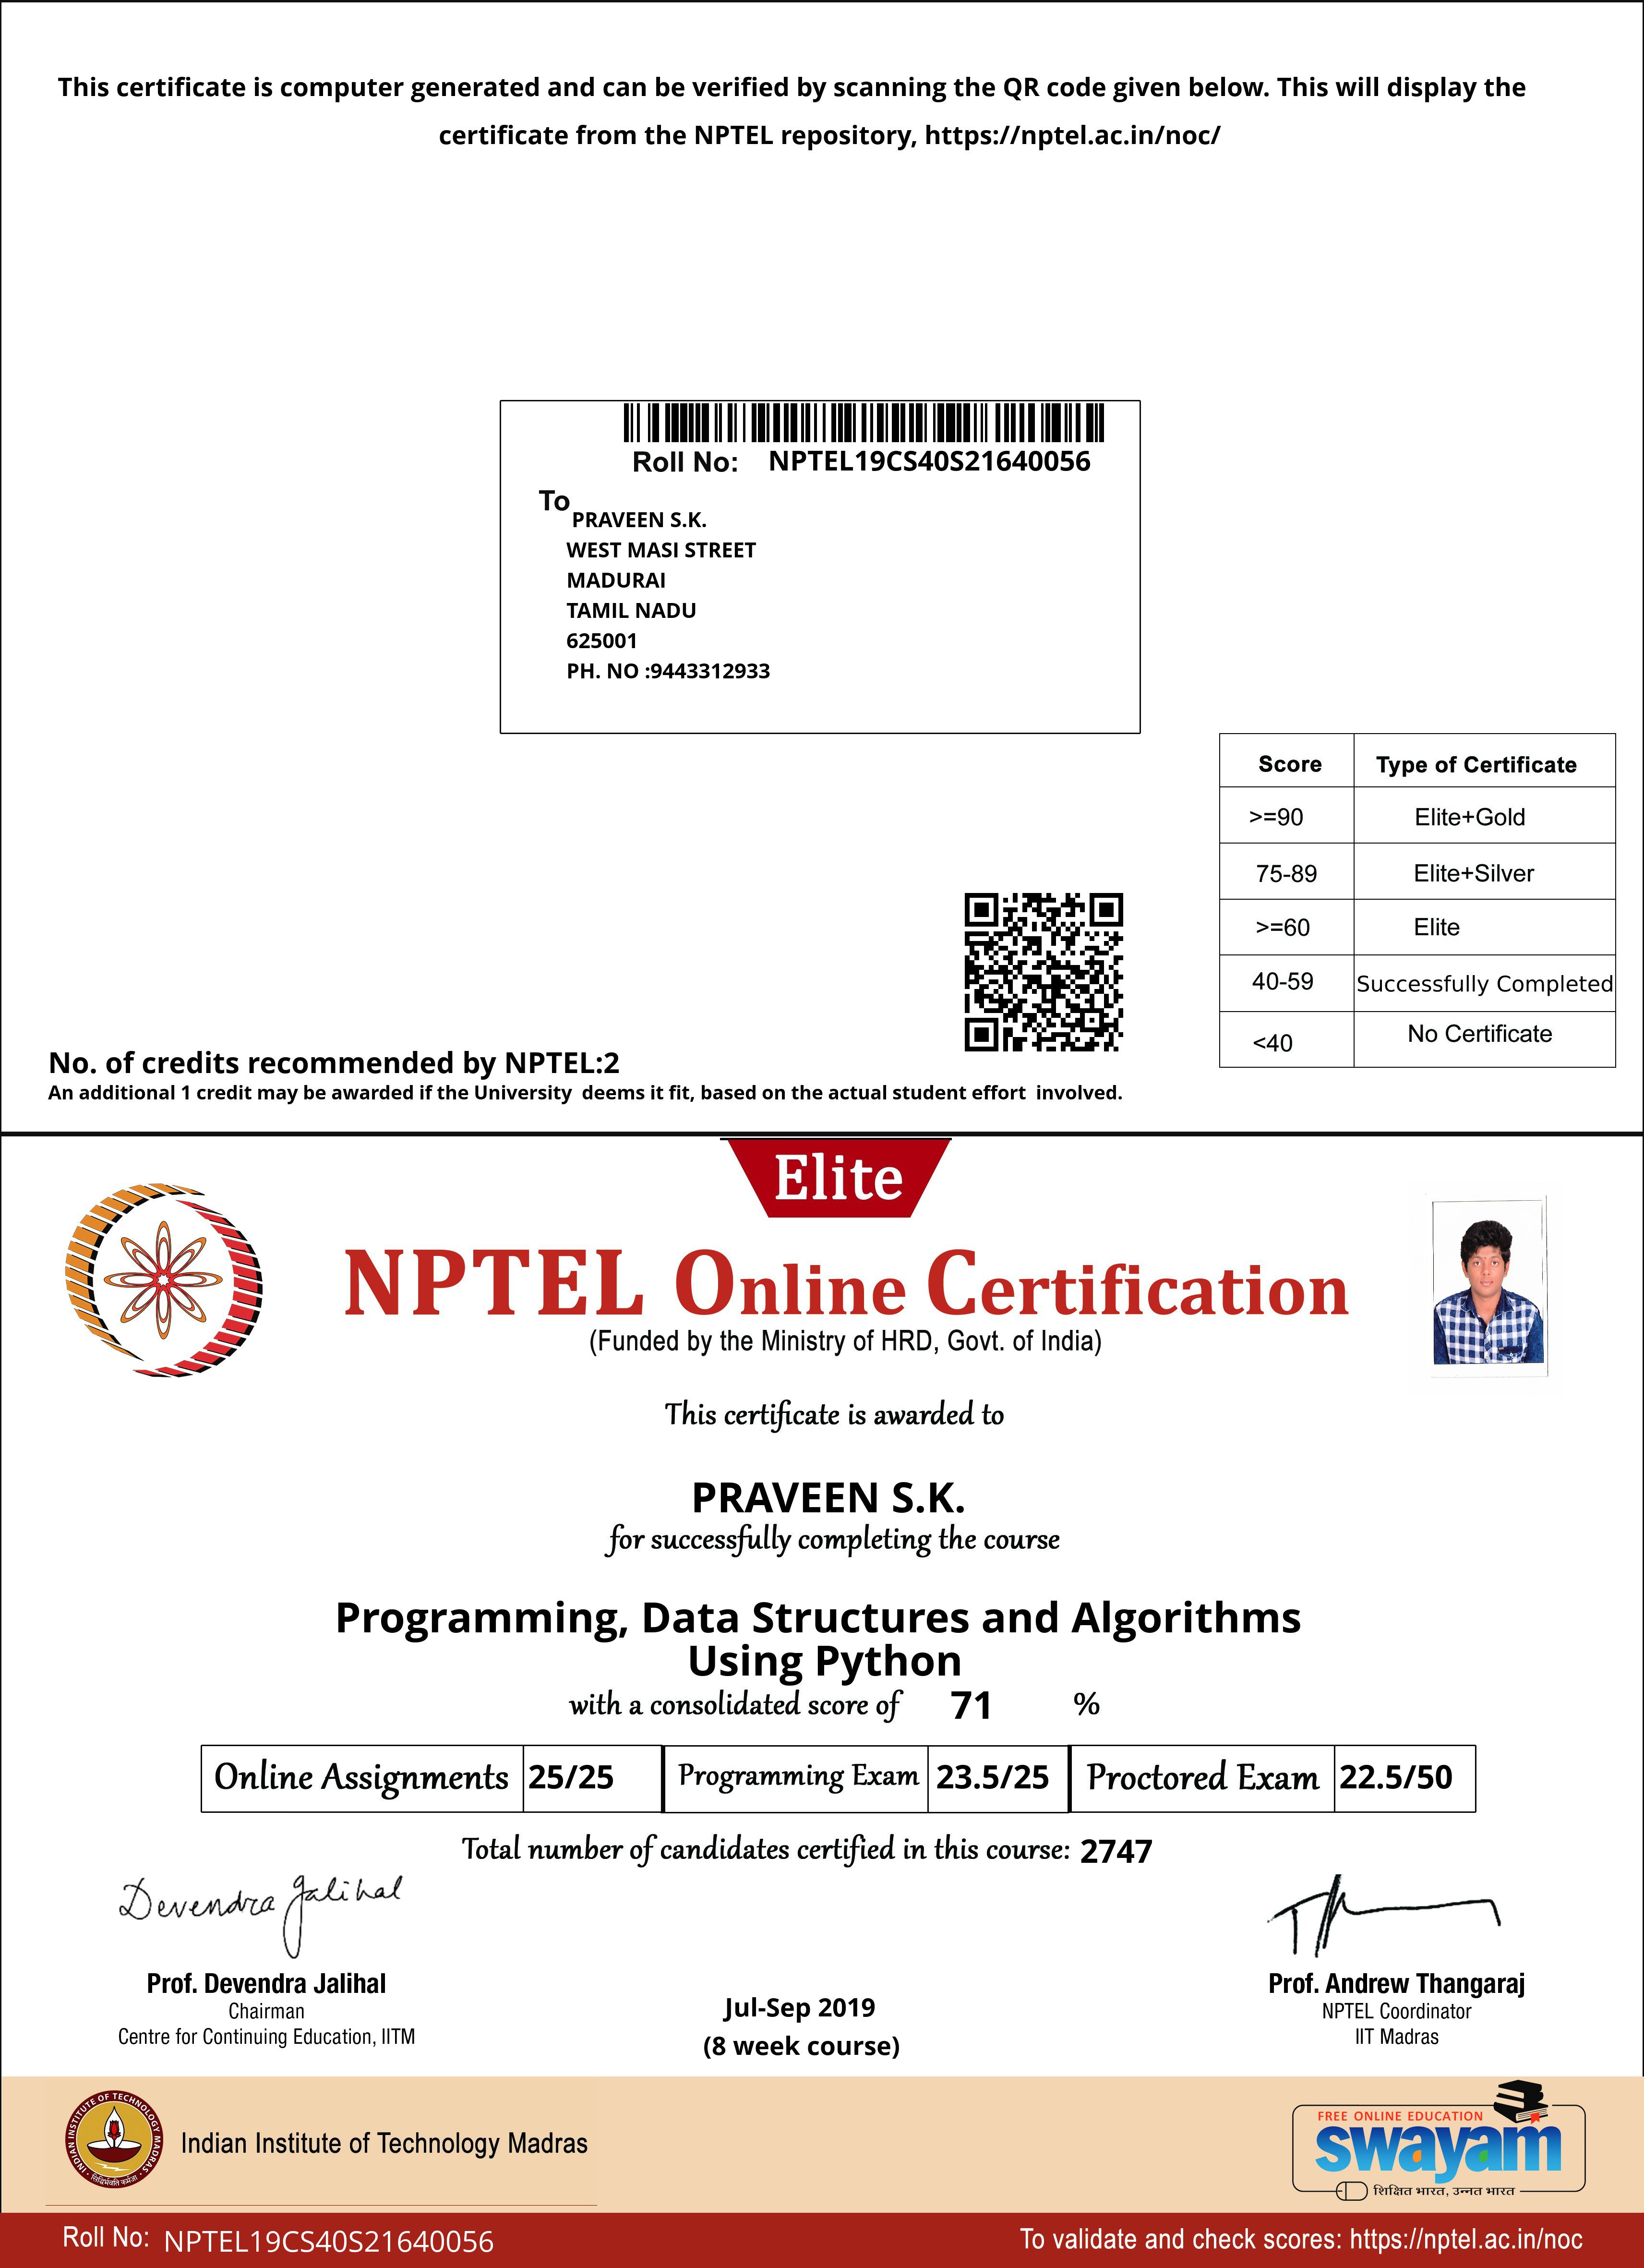 This certificate is computer generated and can be verified by scanning the QR code given below. This will display the
certificate from the NPTEL repository, https://nptel.ac.in/noc/
Roll No: NPTEL19CS40S21640056
To
PRAVEEN S.K.
WEST MASI STREET
MADURAI
TAMIL NADU
625001
PH. NO :9443312933
Score Type of Certificate
>=90 Elite+Gold
75-89 Elite+Silver
>=60 Elite
40-59 Successfully Completed
<40 No Certificate
No. of credits recommended by NPTEL:2
An additional 1 credit may be awarded if the University deems it fit, based on the actual student effort involved.
Elite
NPTEL Online Certification
(Funded by the Ministry of HRD, Govt. of India)
This certificate is awarded to
PRAVEEN S.K.
for successfully completing the course
Programming, Data Structures and Algorithms
Using Python
with a consolidated score of 71 %
Online Assignments 25/25 Programming Exam 23.5/25 Proctored Exam 22.5/50
Total number of candidates certified in this course: 2747
Devendra Jalihal
Prof. Devendra Jalihal
Chairman
Centre for Continuing Education, IITM
Jul-Sep 2019
(8 week course)
Prof. Andrew Thangaraj
NPTEL Coordinator
IIT Madras
INDIAN INSTITUTE OF TECHNOLOGY MADRAS
सिद्धिर्भवति कर्मजा
Indian Institute of Technology Madras
FREE ONLINE EDUCATION
swayam
शिक्षित भारत, उन्नत भारत
Roll No: NPTEL19CS40S21640056
To validate and check scores: https://nptel.ac.in/noc